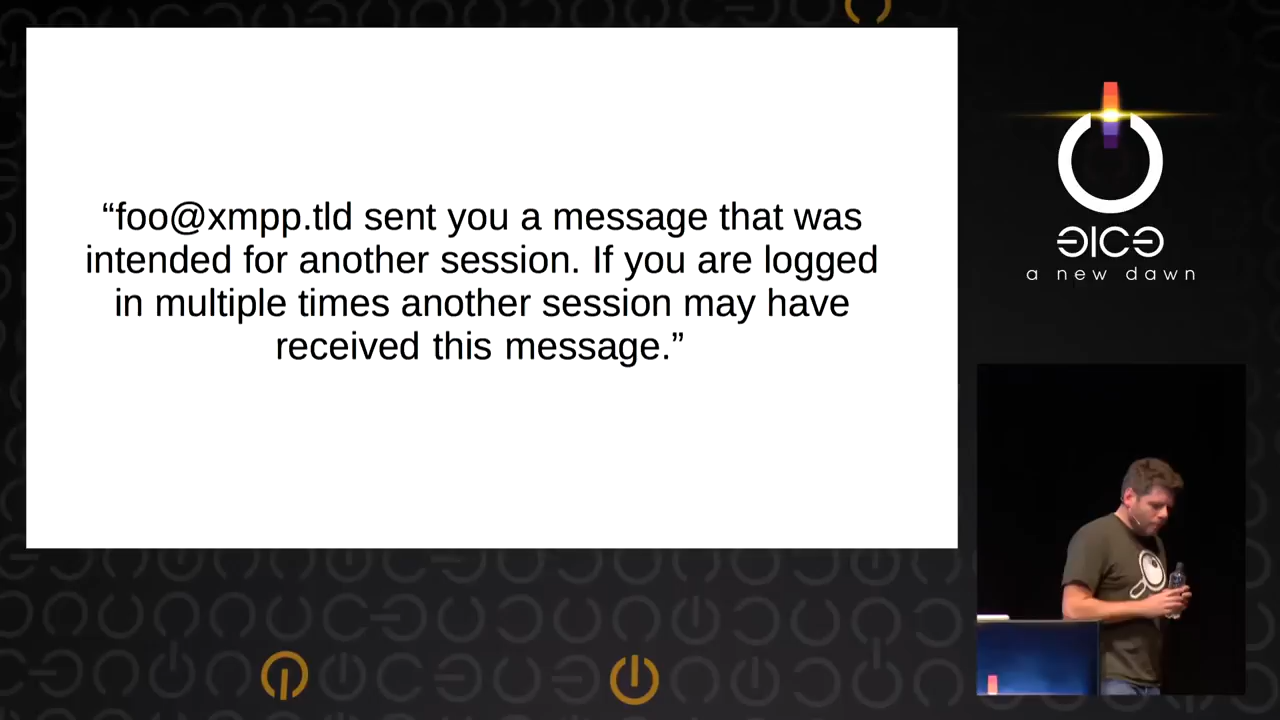 “foo@xmpp.tld sent you a message that was
intended for another session. If you are logged
in multiple times another session may have
received this message.”
ƎICE
a new dawn